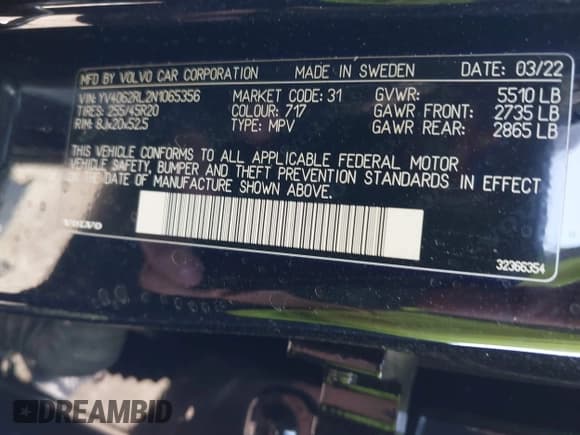 MFD BY VOLVO CAR CORPORATION MADE IN SWEDEN DATE: 03/22
VIN: YV4062RL2N1065356 MARKET CODE: 31 GVWR: 5510 LB
TIRES: 255/45R20 COLOUR: 717 GAWR FRONT: 2735 LB
RIM: 8Jx20x52.5 TYPE: MPV GAWR REAR: 2865 LB
THIS VEHICLE CONFORMS TO ALL APPLICABLE FEDERAL MOTOR
VEHICLE SAFETY, BUMPER AND THEFT PREVENTION STANDARDS IN EFFECT
ON THE DATE OF MANUFACTURE SHOWN ABOVE.
VOLVO
32366354
DREAMBID